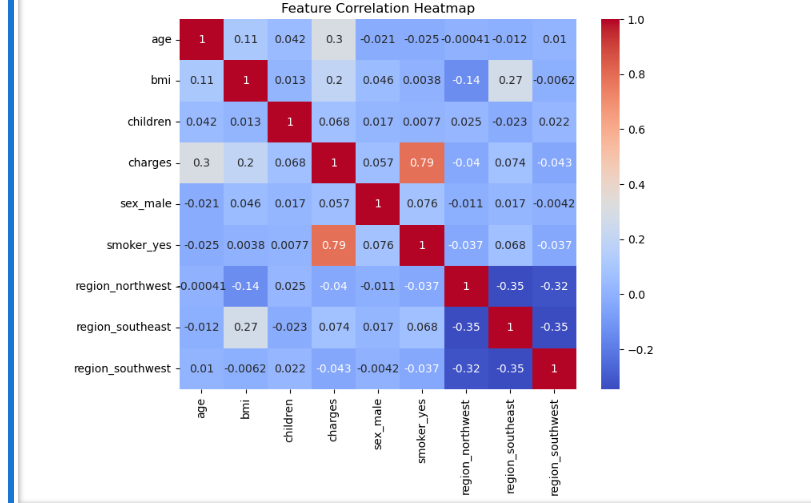 Feature Correlation Heatmap
age 1 0.11 0.042 0.3 -0.021 -0.025 -0.00041 -0.012 0.01
bmi 0.11 1 0.013 0.2 0.046 0.0038 -0.14 0.27 -0.0062
children 0.042 0.013 1 0.068 0.017 0.0077 0.025 -0.023 0.022
charges 0.3 0.2 0.068 1 0.057 0.79 -0.04 0.074 -0.043
sex_male -0.021 0.046 0.017 0.057 1 0.076 -0.011 0.017 -0.0042
smoker_yes -0.025 0.0038 0.0077 0.79 0.076 1 -0.037 0.068 -0.037
region_northwest -0.00041 -0.14 0.025 -0.04 -0.011 -0.037 1 -0.35 -0.32
region_southeast -0.012 0.27 -0.023 0.074 0.017 0.068 -0.35 1 -0.35
region_southwest 0.01 -0.0062 0.022 -0.043 -0.0042 -0.037 -0.32 -0.35 1
age bmi children charges sex_male smoker_yes region_northwest region_southeast region_southwest
1.0
0.8
0.6
0.4
0.2
0.0
−0.2